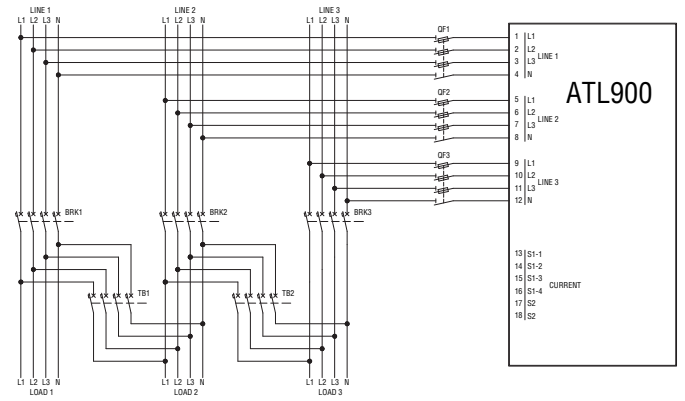 LINE 1 LINE 2 LINE 3
L1 L2 L3 N L1 L2 L3 N L1 L2 L3 N
QF1
1 L1
2 L2
3 L3
4 N
LINE 1
QF2
5 L1
6 L2
7 L3
8 N
LINE 2
QF3
9 L1
10 L2
11 L3
12 N
LINE 3
ATL900
BRK1 BRK2 BRK3
13 S1-1
14 S1-2
15 S1-3
16 S1-4
17 S2
18 S2
CURRENT
TB1 TB2
L1 L2 L3 N L1 L2 L3 N L1 L2 L3 N
LOAD 1 LOAD 2 LOAD 3